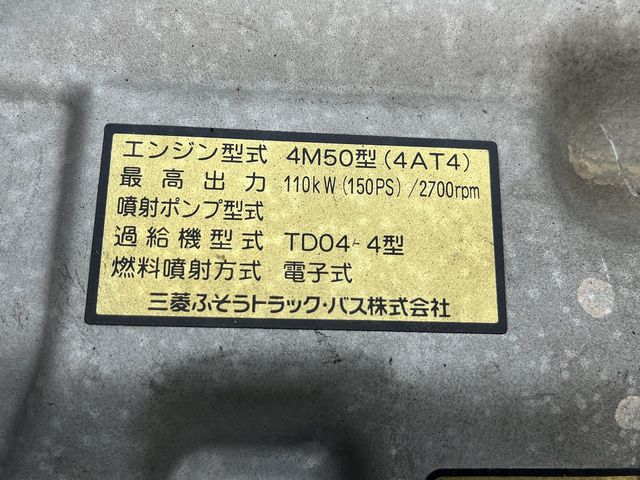 エンジン型式 4M50型(4AT4)
最高出力 110kW(150PS)/2700rpm
噴射ポンプ型式
過給機型式 TD04-4型
燃料噴射方式 電子式
三菱ふそうトラック・バス株式会社